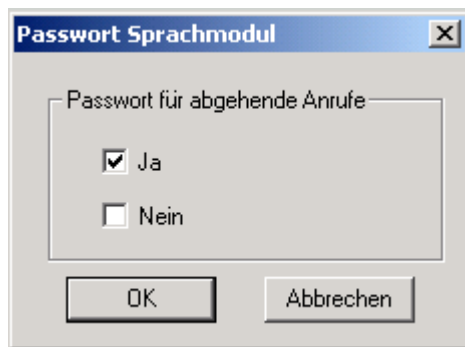 Passwort Sprachmodul
Passwort für abgehende Anrufe
Ja
Nein
OK
Abbrechen